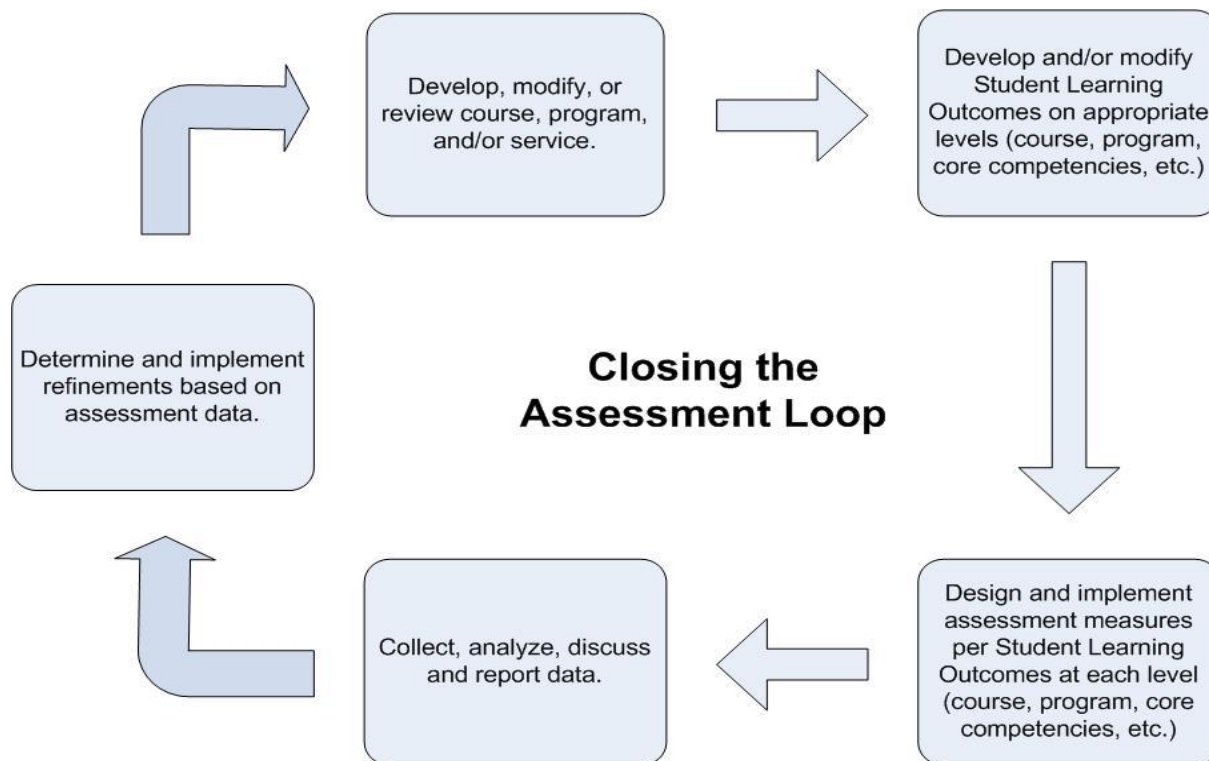 Develop, modify, or
review course, program,
and/or service.
Develop and/or modify
Student Learning
Outcomes on appropriate
levels (course, program,
core competencies, etc.)
Determine and implement
refinements based on
assessment data.
Closing the
Assessment Loop
Collect, analyze, discuss
and report data.
Design and implement
assessment measures
per Student Learning
Outcomes at each level
(course, program, core
competencies, etc.)